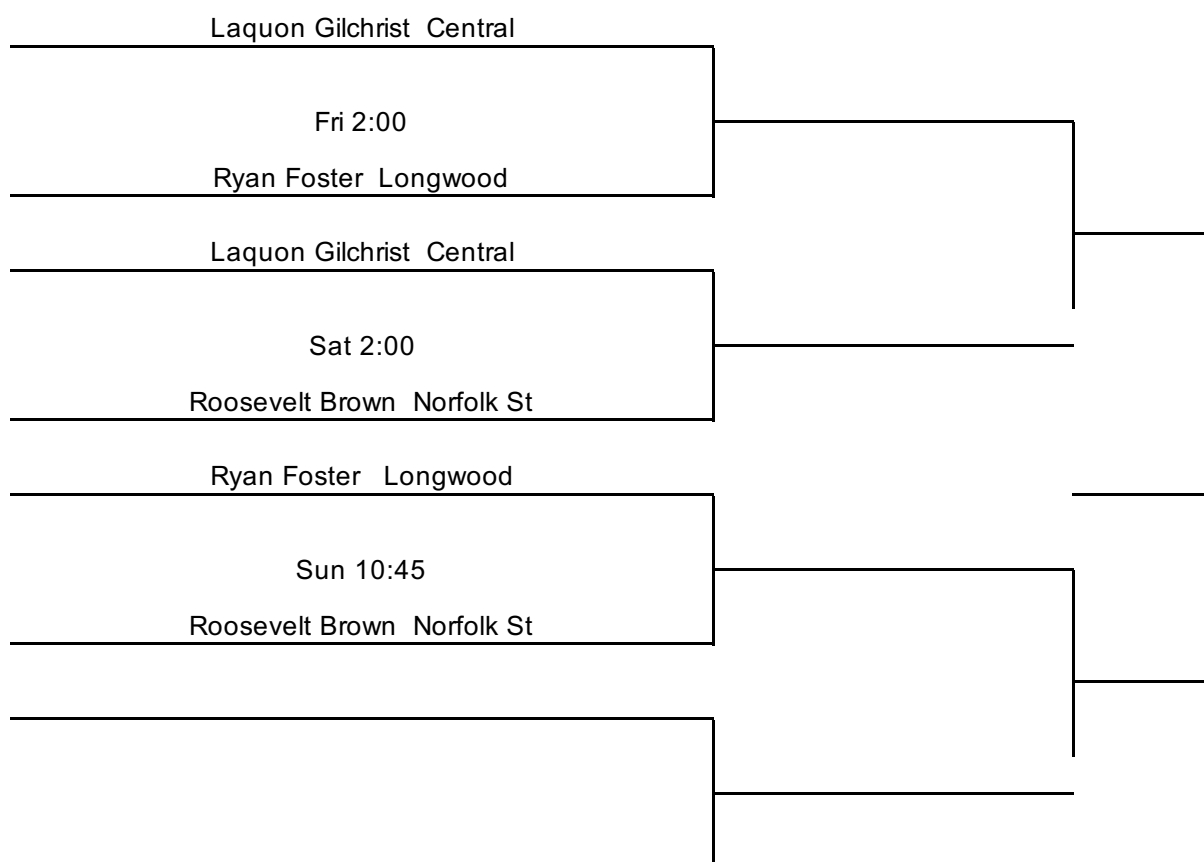 Laquon Gilchrist  Central
Fri 2:00
Ryan Foster  Longwood
Laquon Gilchrist  Central
Sat 2:00
Roosevelt Brown  Norfolk St
Ryan Foster   Longwood
Sun 10:45
Roosevelt Brown  Norfolk St